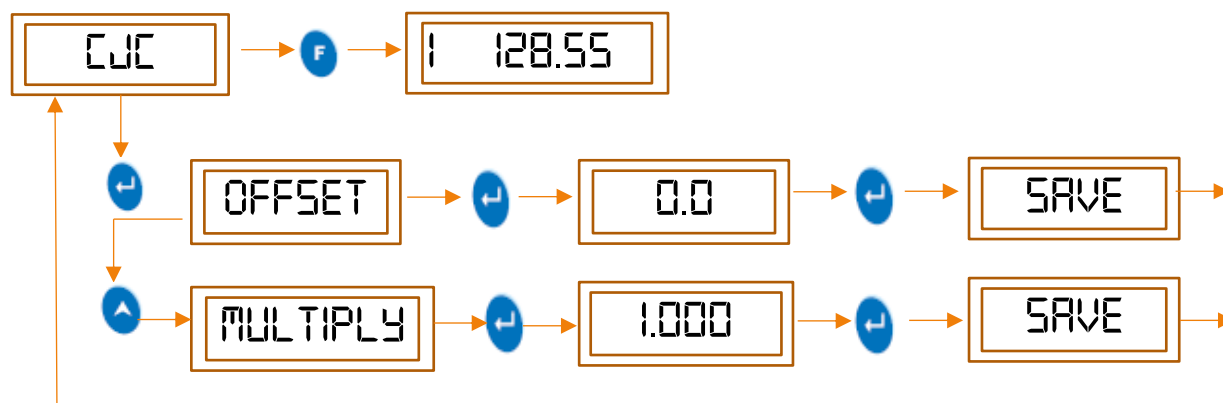 CJC F 1 128.55
OFFSET 0.0 SAVE
MULTIPLY 1.000 SAVE